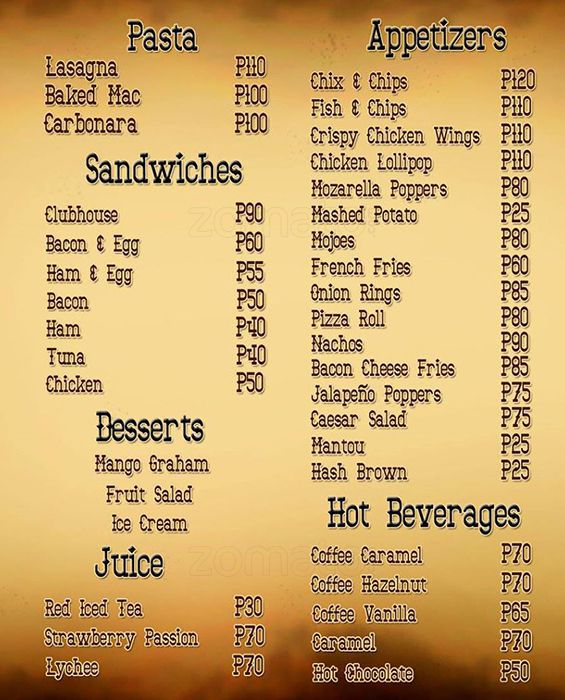 Pasta
Lasagna P110
Baked Mac P100
Carbonara P100
Sandwiches
Clubhouse P90
Bacon & Egg P60
Ham & Egg P55
Bacon P50
Ham P40
Tuna P40
Chicken P50
Desserts
Mango Graham
Fruit Salad
Ice Cream
Juice
Red Iced Tea P30
Strawberry Passion P70
Lychee P70
Appetizers
Chix & Chips P120
Fish & Chips P110
Crispy Chicken Wings P110
Chicken Lollipop P110
Mozarella Poppers P80
Mashed Potato P25
Mojoes P80
French Fries P60
Onion Rings P85
Pizza Roll P80
Nachos P90
Bacon Cheese Fries P85
Jalapeño Poppers P75
Caesar Salad P75
Mantou P25
Hash Brown P25
Hot Beverages
Coffee Caramel P70
Coffee Hazelnut P70
Coffee Vanilla P65
Caramel P70
Hot Chocolate P50